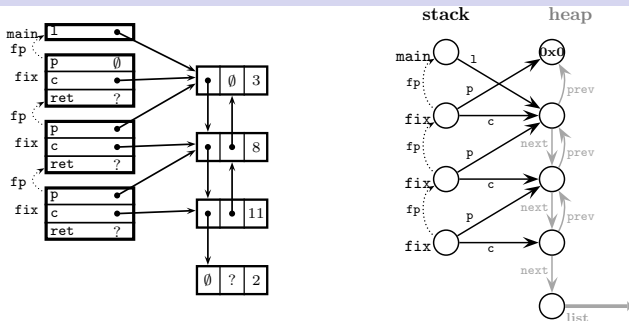 stack heap
main l
fp
p ∅
fix c
ret ?
fp
p
fix c
ret ?
fp
p
fix c
ret ?
∅ 3
8
11
∅ ? 2
main l 0x0
fp p prev
fix c
fp p next prev
fix c
fp p next prev
fix c
next
list